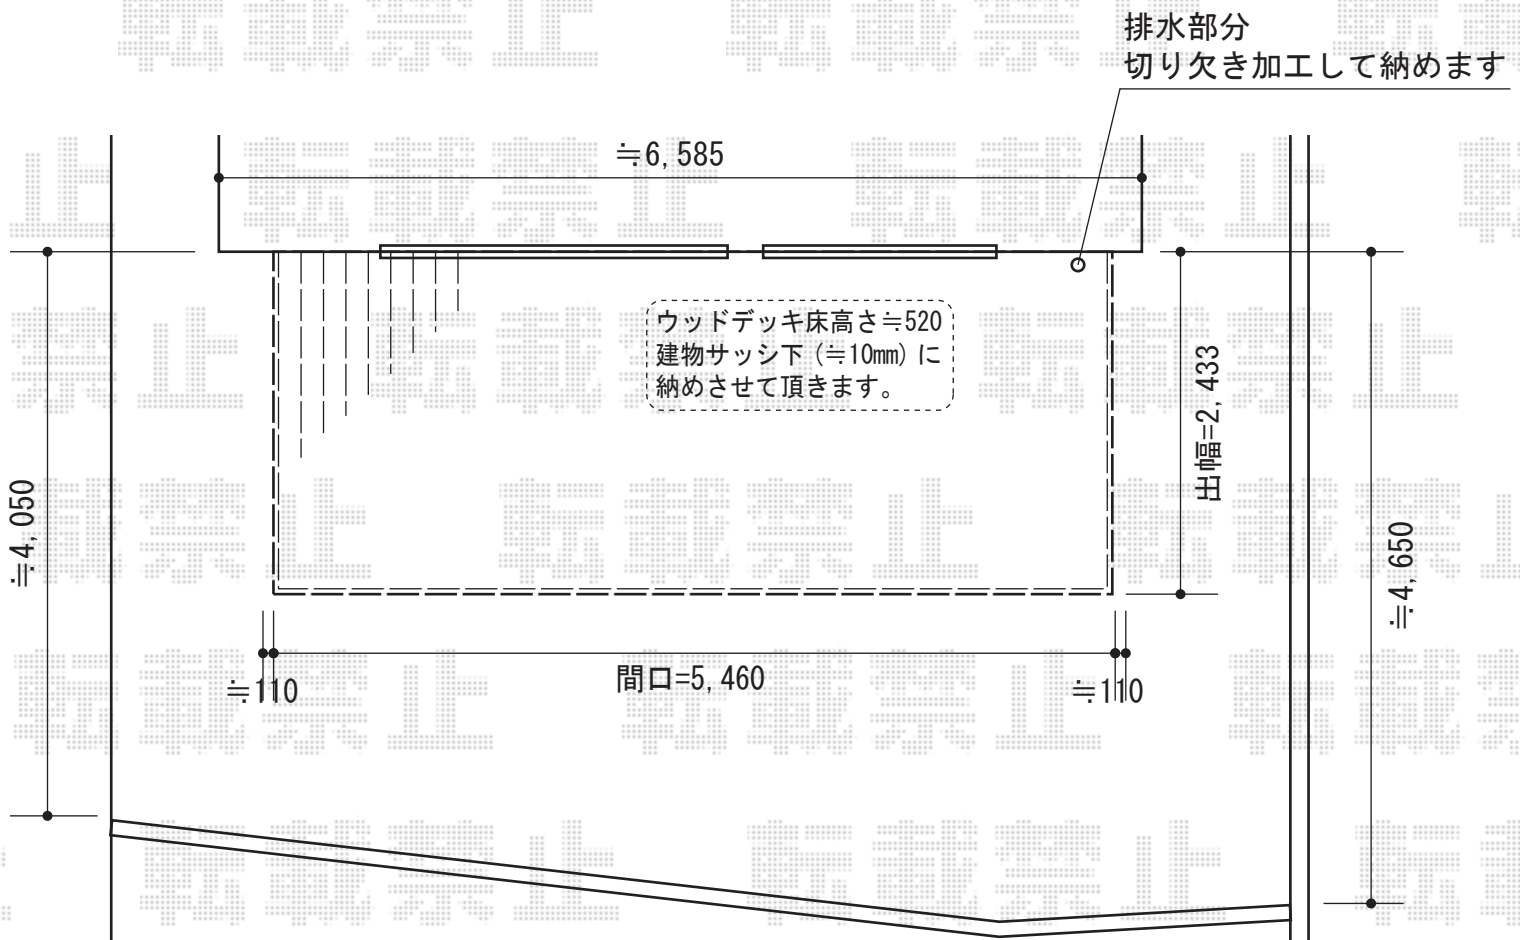 排水部分
切り欠き加工して納めます
≒6,585
ウッドデッキ床高さ≒520
建物サッシ下（≒10mm）に
納めさせて頂きます。
出幅=2,433
≒4,050
≒4,650
≒110
間口=5,460
≒110
転載禁止